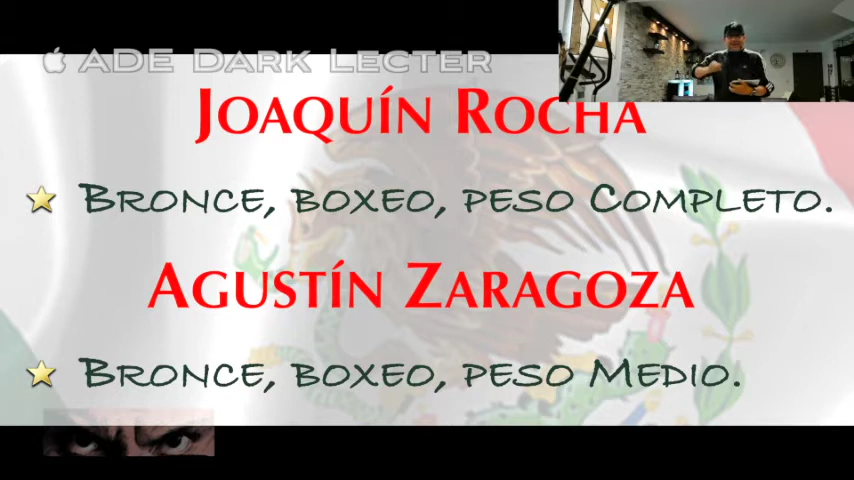 ADE DARK LECTER
JOAQUÍN ROCHA
BRONCE, BOXEO, PESO COMPLETO.
AGUSTÍN ZARAGOZA
BRONCE, BOXEO, PESO MEDIO.